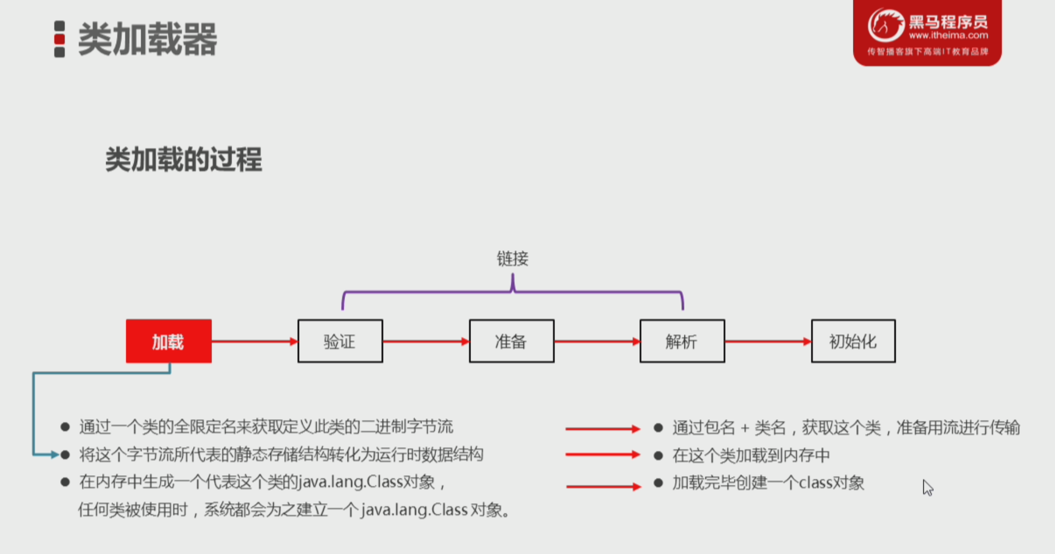 类加载器
黑马程序员
www.itheima.com
传智播客旗下高端IT教育品牌
类加载的过程
链接
加载
验证
准备
解析
初始化
通过一个类的全限定名来获取定义此类的二进制字节流
通过包名 + 类名，获取这个类，准备用流进行传输
将这个字节流所代表的静态存储结构转化为运行时数据结构
在这个类加载到内存中
在内存中生成一个代表这个类的java.lang.Class对象，
加载完毕创建一个class对象
任何类被使用时，系统都会为之建立一个 java.lang.Class 对象。